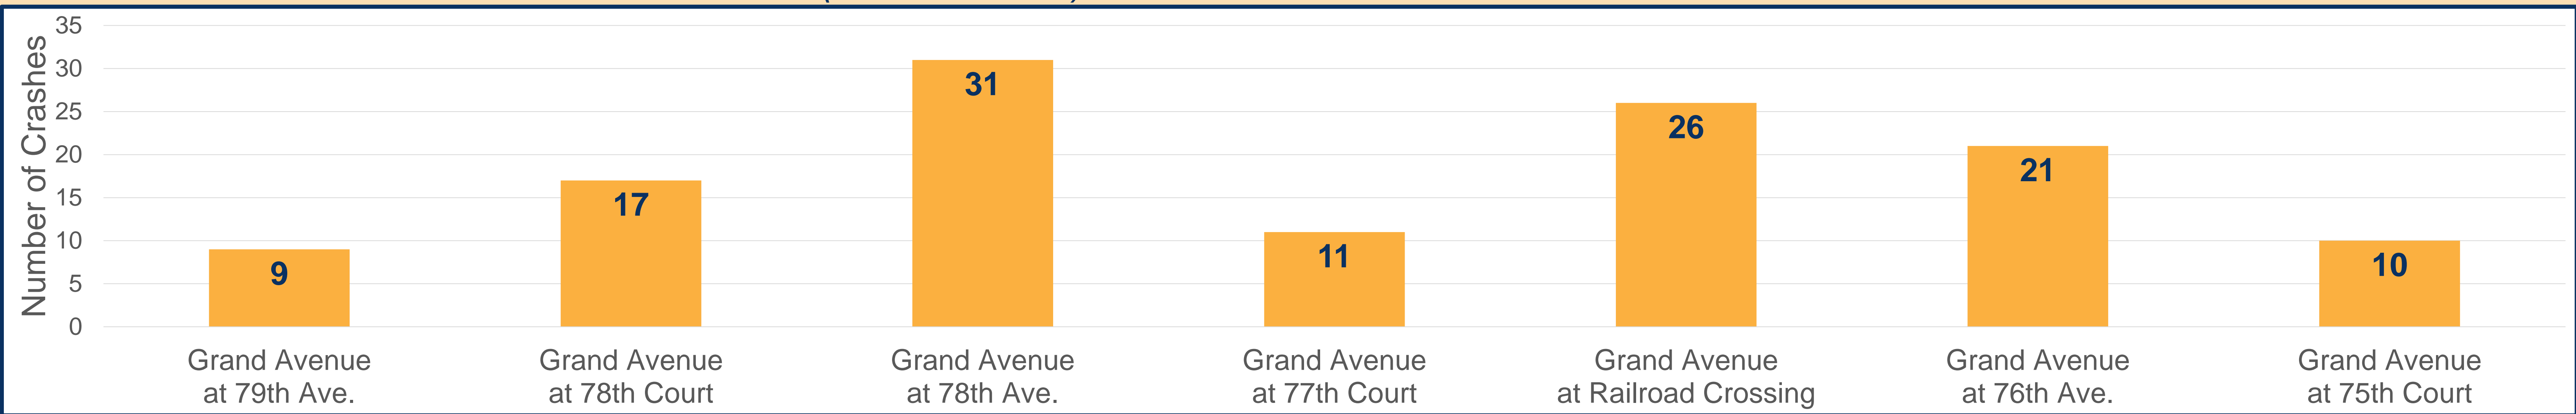 35
30
25
20
15
10
5
0
Number of Crashes
9
17
31
11
26
21
10
Grand Avenue
at 79th Ave.
Grand Avenue
at 78th Court
Grand Avenue
at 78th Ave.
Grand Avenue
at 77th Court
Grand Avenue
at Railroad Crossing
Grand Avenue
at 76th Ave.
Grand Avenue
at 75th Court